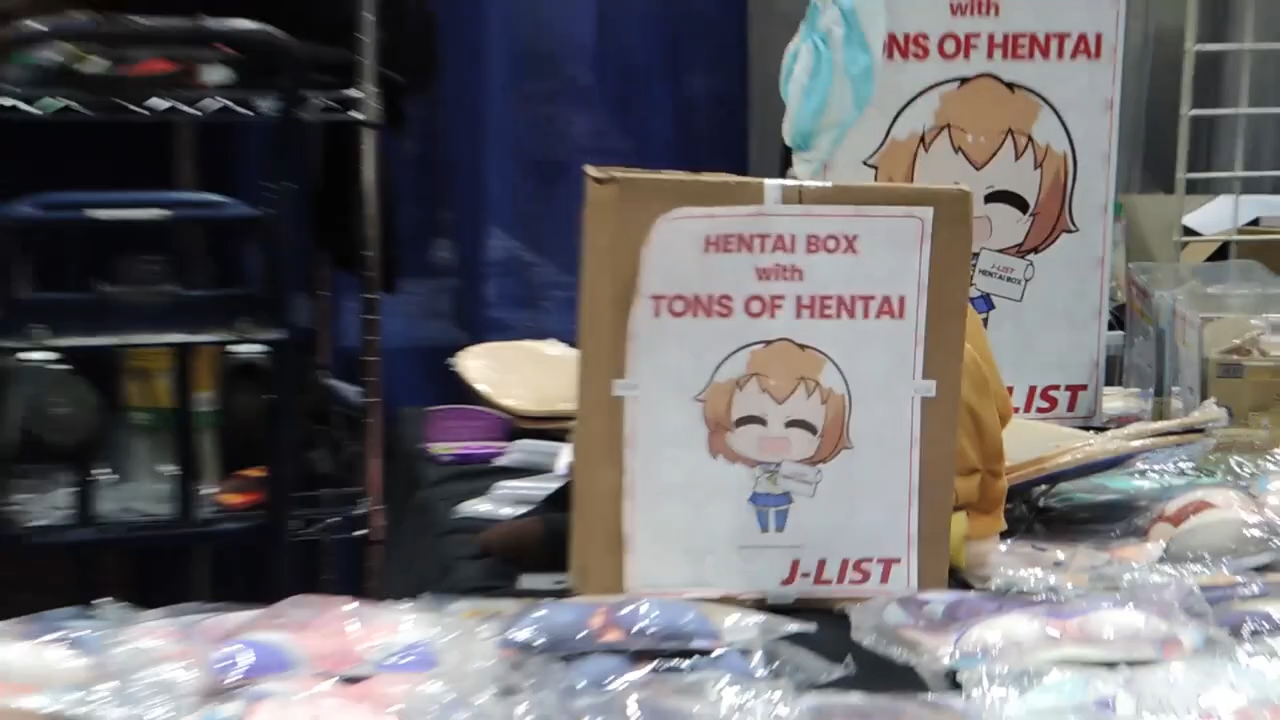 with
ONS OF HENTAI
J-LIST
HENTAI BOX
LIST
HENTAI BOX
with
TONS OF HENTAI
J-LIST